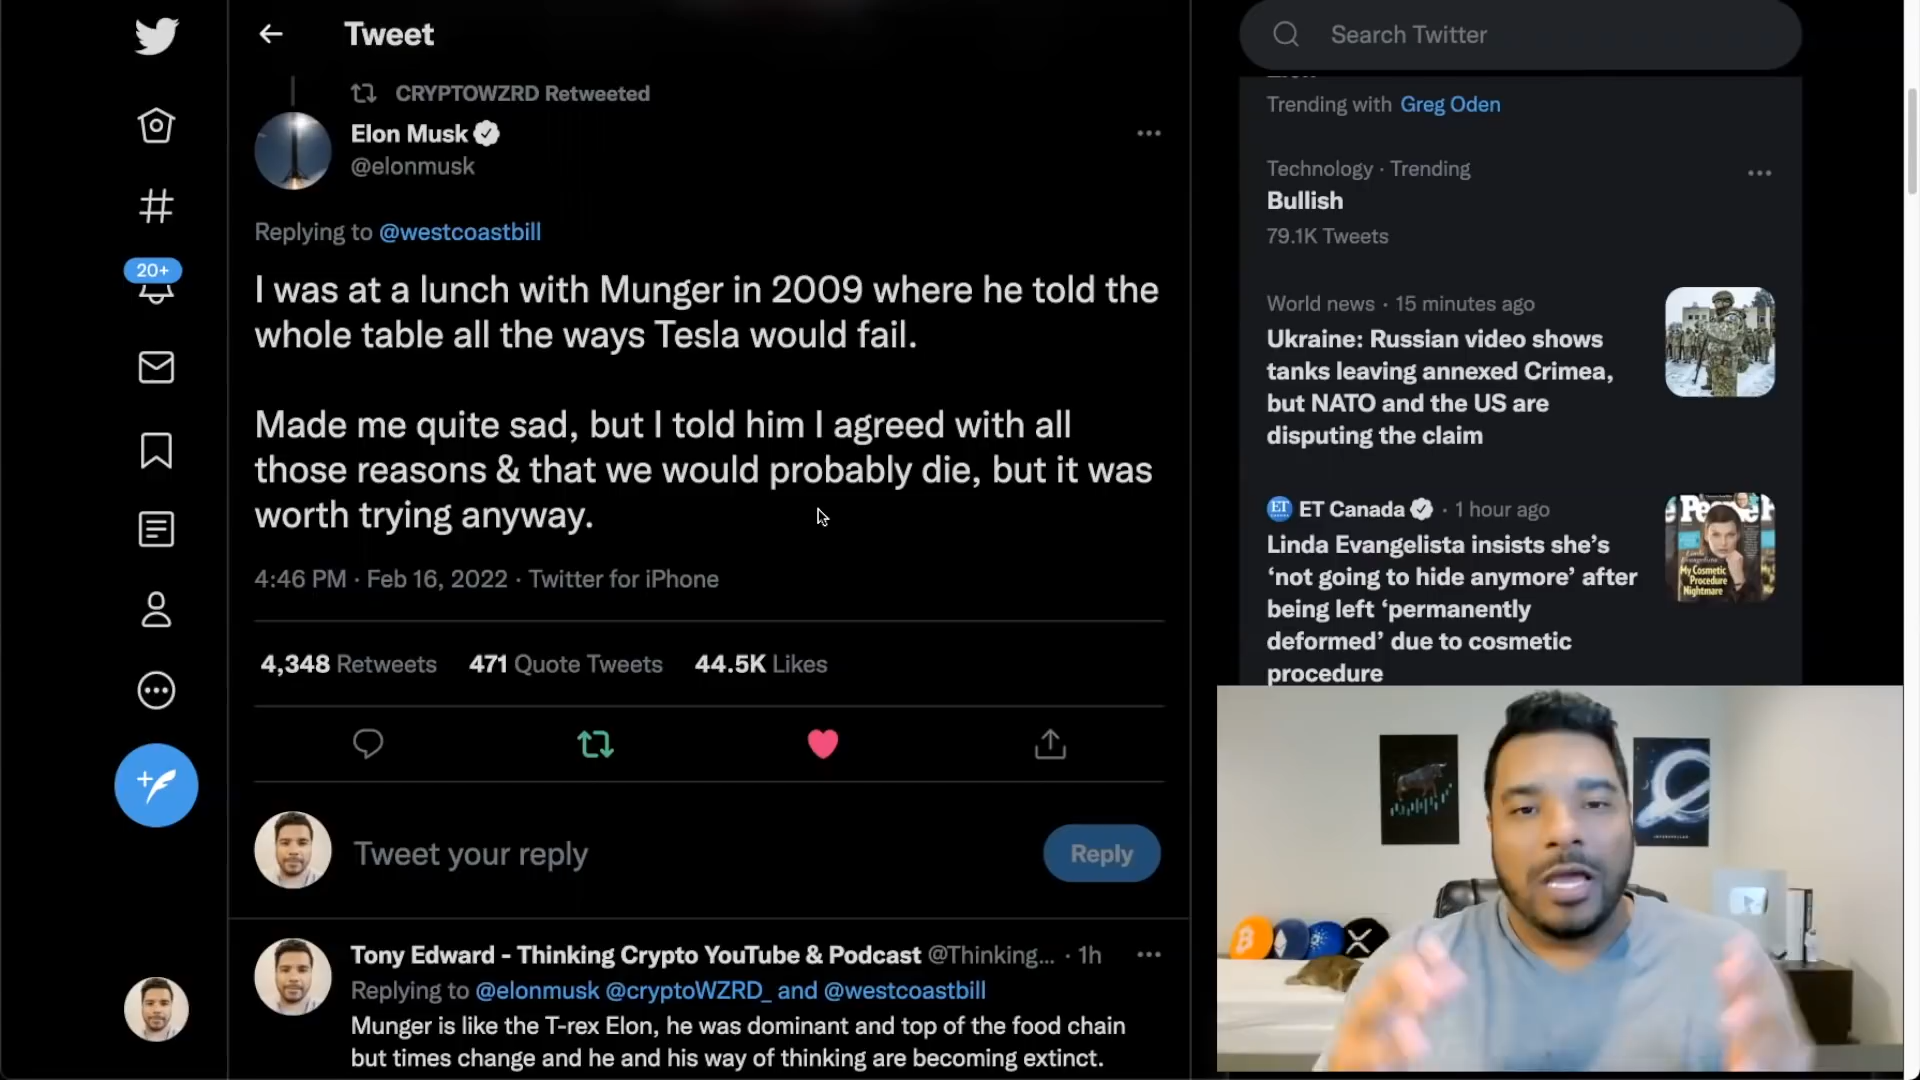 Tweet
CRYPTOWZRD Retweeted
Elon Musk
@elonmusk
Replying to @westcoastbill
I was at a lunch with Munger in 2009 where he told the
whole table all the ways Tesla would fail.
Made me quite sad, but I told him I agreed with all
those reasons & that we would probably die, but it was
worth trying anyway.
4:46 PM · Feb 16, 2022 · Twitter for iPhone
4,348 Retweets 471 Quote Tweets 44.5K Likes
Tweet your reply
Reply
Tony Edward - Thinking Crypto YouTube & Podcast @Thinking... · 1h
Replying to @elonmusk @cryptoWZRD_ and @westcoastbill
Munger is like the T-rex Elon, he was dominant and top of the food chain
but times change and he and his way of thinking are becoming extinct.
20+
Search Twitter
Trending with Greg Oden
Technology · Trending
Bullish
79.1K Tweets
World news · 15 minutes ago
Ukraine: Russian video shows
tanks leaving annexed Crimea,
but NATO and the US are
disputing the claim
ET
ET Canada · 1 hour ago
Linda Evangelista insists she's
'not going to hide anymore' after
being left 'permanently
deformed' due to cosmetic
procedure
My Cosmetic
Procedure
Nightmare
INTERSTELLAR